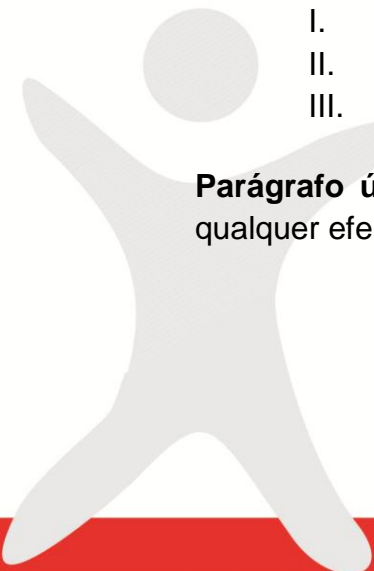 I.
II.
III.
Parágrafo ú
qualquer efe